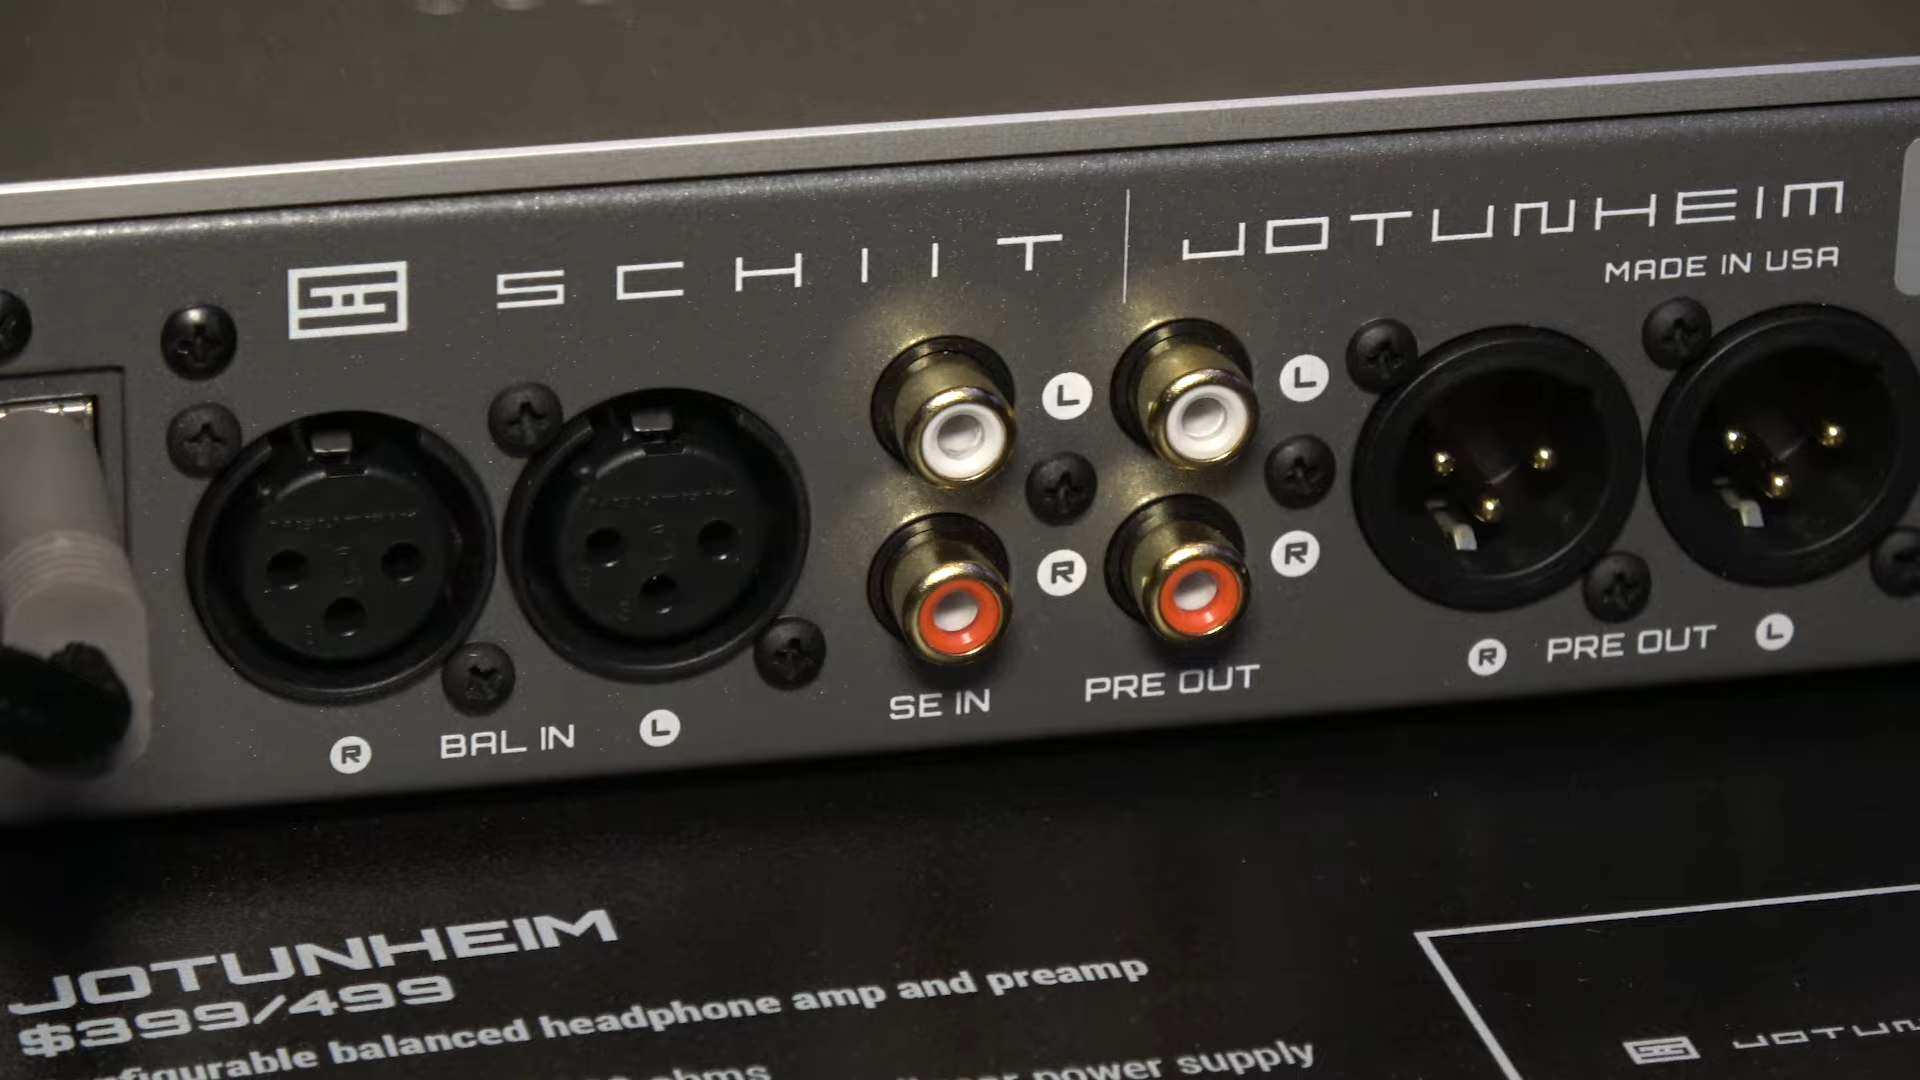 SCHIIT JOTUNHEIM
MADE IN USA
L L
R R
SE IN PRE OUT
R PRE OUT L
R BAL IN L
JOTUNHEIM
$399/499
balanced headphone amp and preamp
ohms power supply